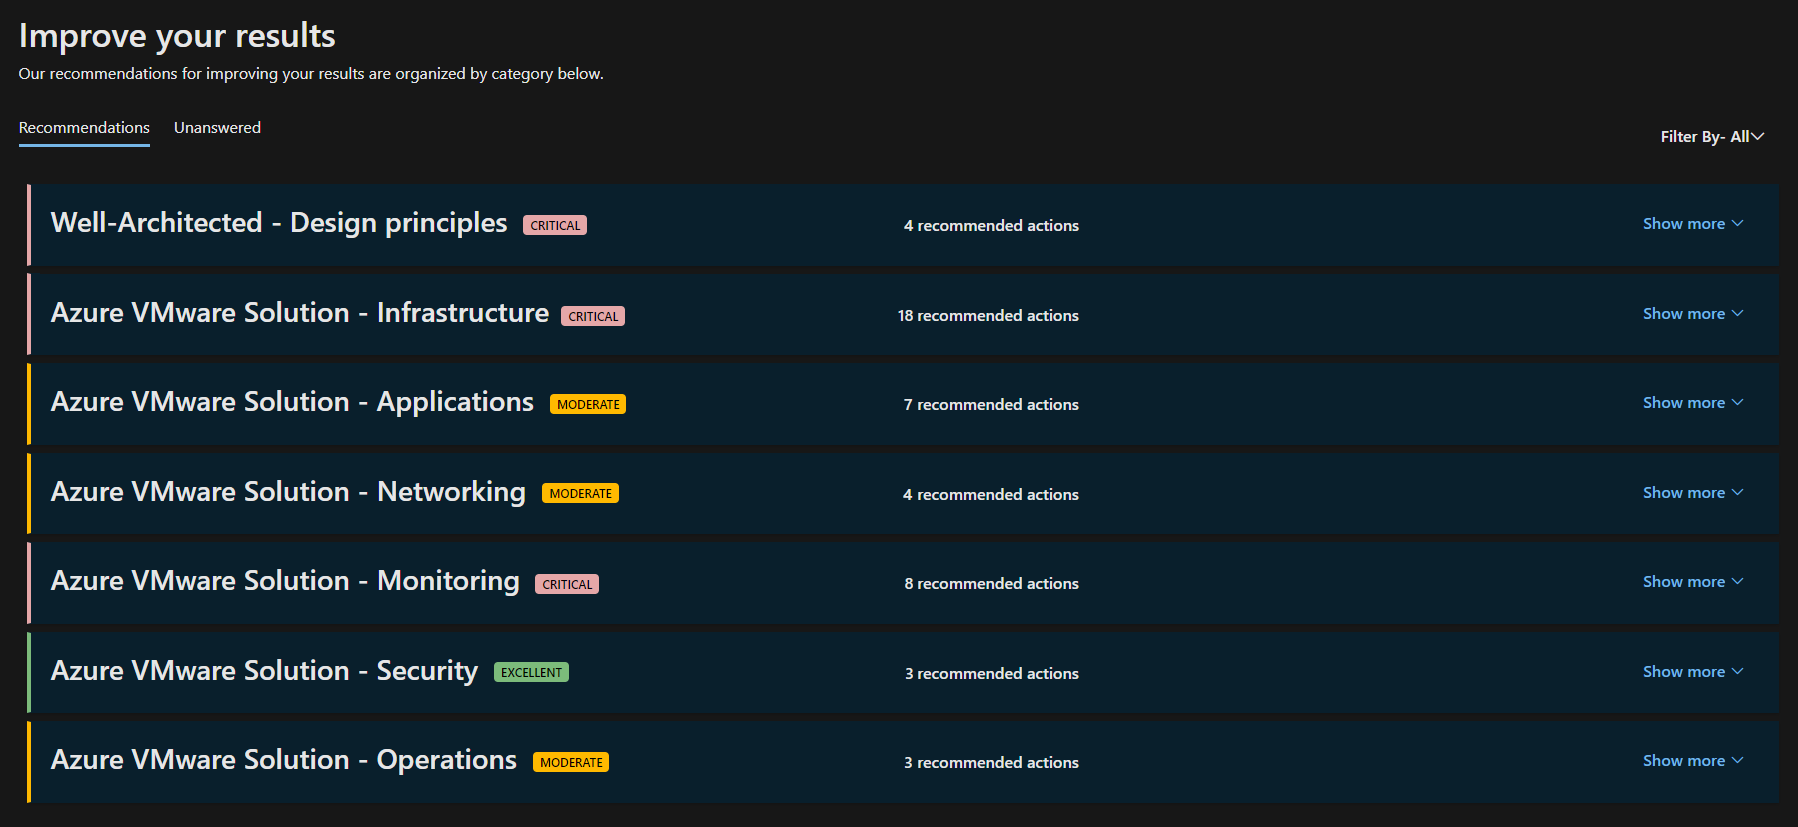 Improve your results
Our recommendations for improving your results are organized by category below.
Recommendations Unanswered
Filter By- All
Well-Architected - Design principles CRITICAL 4 recommended actions Show more
Azure VMware Solution - Infrastructure CRITICAL 18 recommended actions Show more
Azure VMware Solution - Applications MODERATE 7 recommended actions Show more
Azure VMware Solution - Networking MODERATE 4 recommended actions Show more
Azure VMware Solution - Monitoring CRITICAL 8 recommended actions Show more
Azure VMware Solution - Security EXCELLENT 3 recommended actions Show more
Azure VMware Solution - Operations MODERATE 3 recommended actions Show more